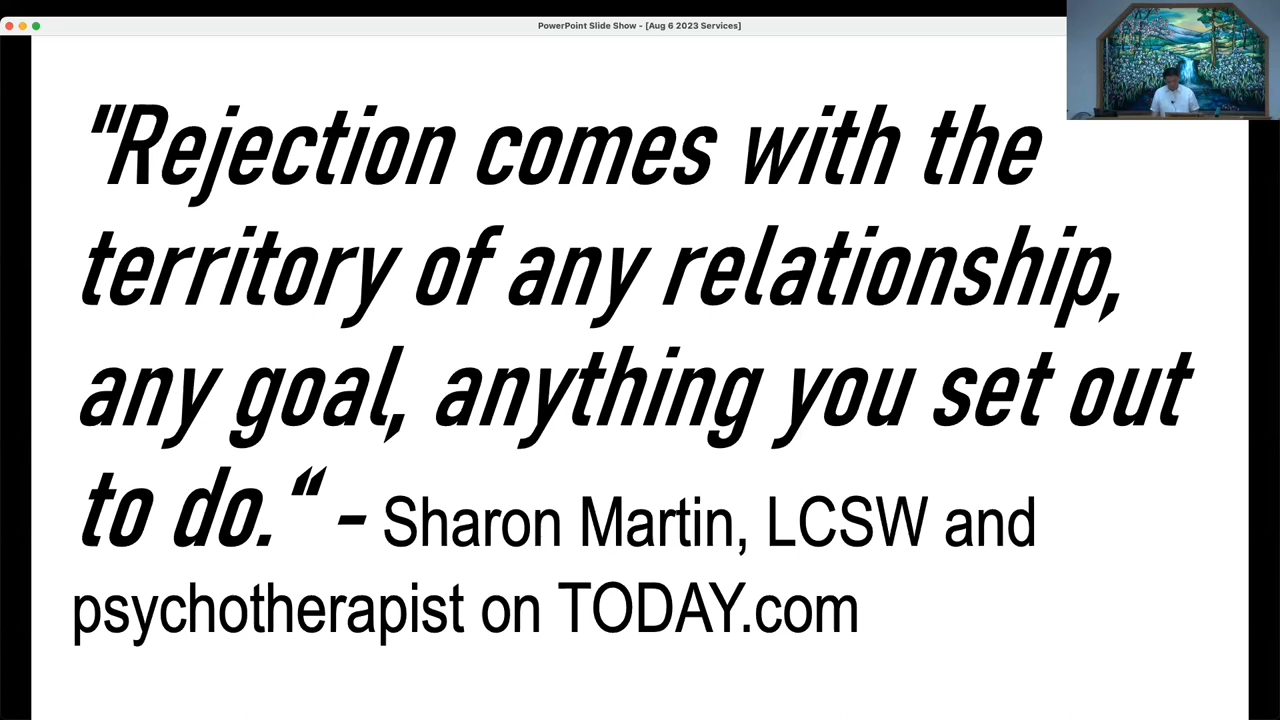 PowerPoint Slide Show - [Aug 6 2023 Services]
"Rejection comes with the
territory of any relationship,
any goal, anything you set out
to do.“ - Sharon Martin, LCSW and
psychotherapist on TODAY.com